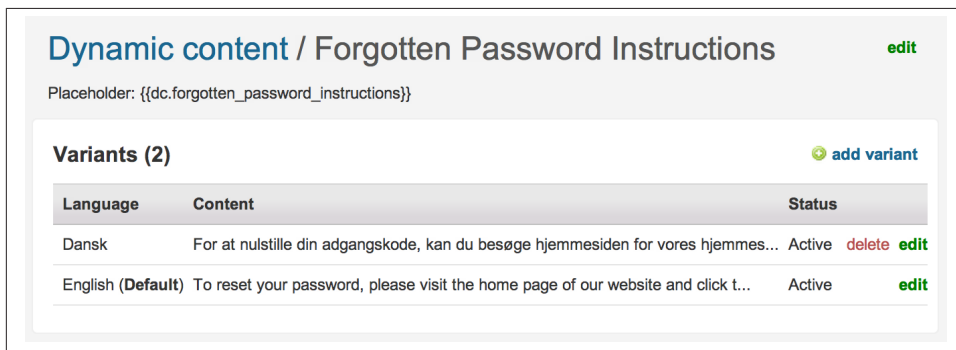 Dynamic content / Forgotten Password Instructions
edit
Placeholder: {{dc.forgotten_password_instructions}}
Variants (2)
add variant
Language Content Status
Dansk For at nulstille din adgangskode, kan du besøge hjemmesiden for vores hjemmes... Active delete edit
English (Default) To reset your password, please visit the home page of our website and click t... Active edit